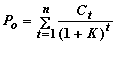 P_o = \sum_{t=1}^{n} \frac{C_t}{(1 + K)^t}